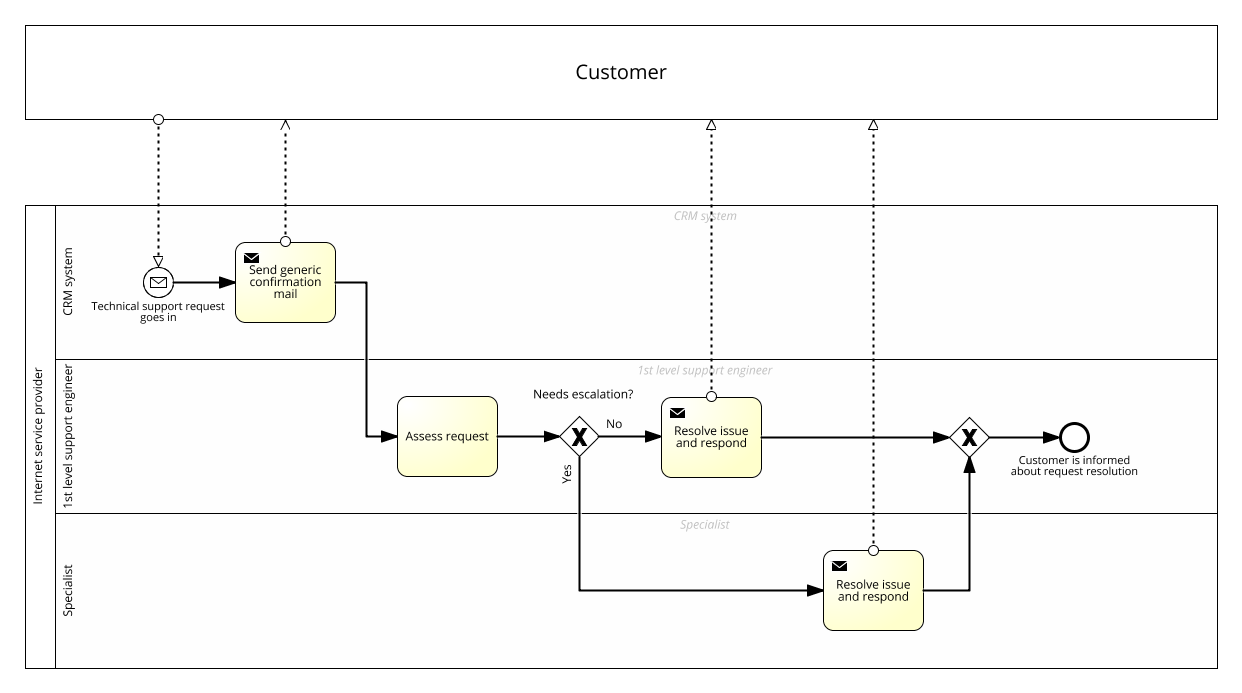 Customer
Internet service provider
CRM system
CRM system
Technical support request
goes in
Send generic
confirmation
mail
1st level support engineer
1st level support engineer
Assess request
Needs escalation?
No
Yes
Resolve issue
and respond
Customer is informed
about request resolution
Specialist
Specialist
Resolve issue
and respond